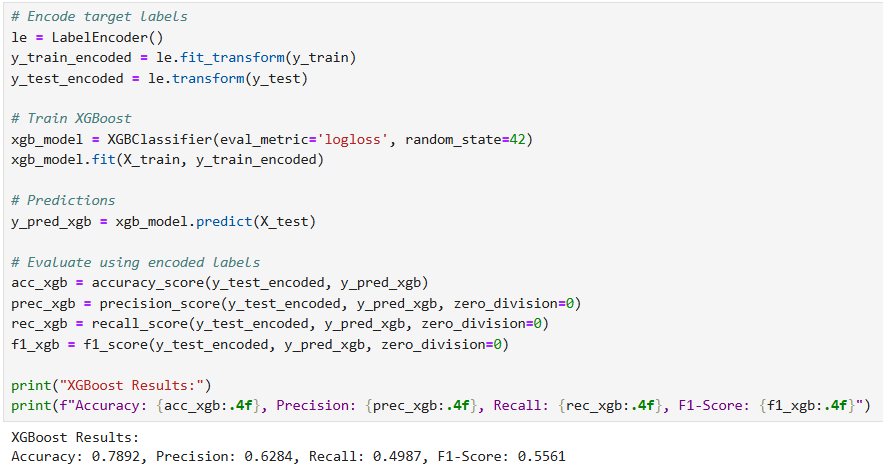 # Encode target labels
le = LabelEncoder()
y_train_encoded = le.fit_transform(y_train)
y_test_encoded = le.transform(y_test)
# Train XGBoost
xgb_model = XGBClassifier(eval_metric='logloss', random_state=42)
xgb_model.fit(X_train, y_train_encoded)
# Predictions
y_pred_xgb = xgb_model.predict(X_test)
# Evaluate using encoded labels
acc_xgb = accuracy_score(y_test_encoded, y_pred_xgb)
prec_xgb = precision_score(y_test_encoded, y_pred_xgb, zero_division=0)
rec_xgb = recall_score(y_test_encoded, y_pred_xgb, zero_division=0)
f1_xgb = f1_score(y_test_encoded, y_pred_xgb, zero_division=0)
print("XGBoost Results:")
print(f"Accuracy: {acc_xgb:.4f}, Precision: {prec_xgb:.4f}, Recall: {rec_xgb:.4f}, F1-Score: {f1_xgb:.4f}")
XGBoost Results:
Accuracy: 0.7892, Precision: 0.6284, Recall: 0.4987, F1-Score: 0.5561